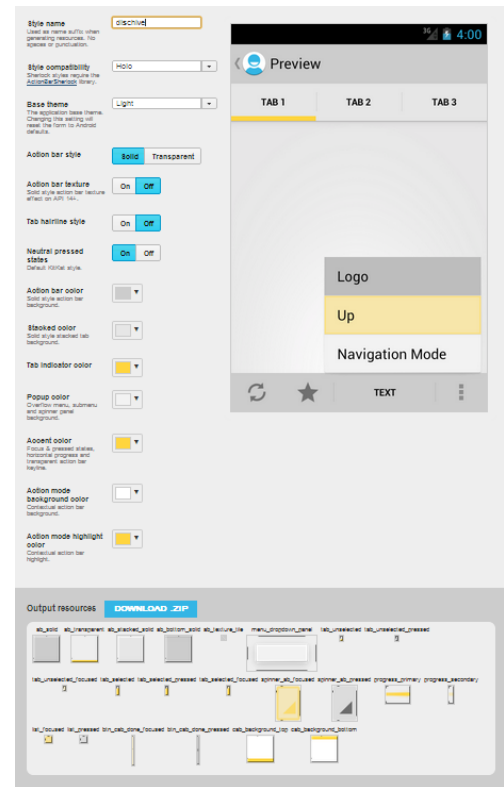 Style name
Used as name suffix when
generating resources. No
spaces or punctuation.
dischive
Style compatibility
Sherlock styles require the
ActionBarSherlock library.
Holo
Base theme
The application base theme.
Changing this setting will
reset the form to Android
defaults.
Light
Action bar style
Solid Transparent
Action bar texture
Solid style action bar texture
effect on API 14+.
On Off
Tab hairline style
On Off
Neutral pressed
states
Default KitKat style.
On Off
Action bar color
Solid style action bar
background.
Stacked color
Solid style stacked tab
background.
Tab indicator color
Popup color
Overflow menu, submenu
and spinner panel
background.
Accent color
Focus & pressed states,
horizontal progress and
transparent action bar
keyline.
Action mode
background color
Contextual action bar
background.
Action mode highlight
color
Contextual action bar
highlight.
3G 4:00
Preview
TAB 1 TAB 2 TAB 3
Logo
Up
Navigation Mode
TEXT
Output resources DOWNLOAD .ZIP
ab_solid ab_transparent ab_stacked_solid ab_bottom_solid ab_texture_tile menu_dropdown_panel tab_unselected tab_unselected_pressed
tab_unselected_focused tab_selected tab_selected_pressed tab_selected_focused spinner_ab_focused spinner_ab_pressed progress_primary progress_secondary
list_focused list_pressed btn_cab_done_focused btn_cab_done_pressed cab_background_top cab_background_bottom